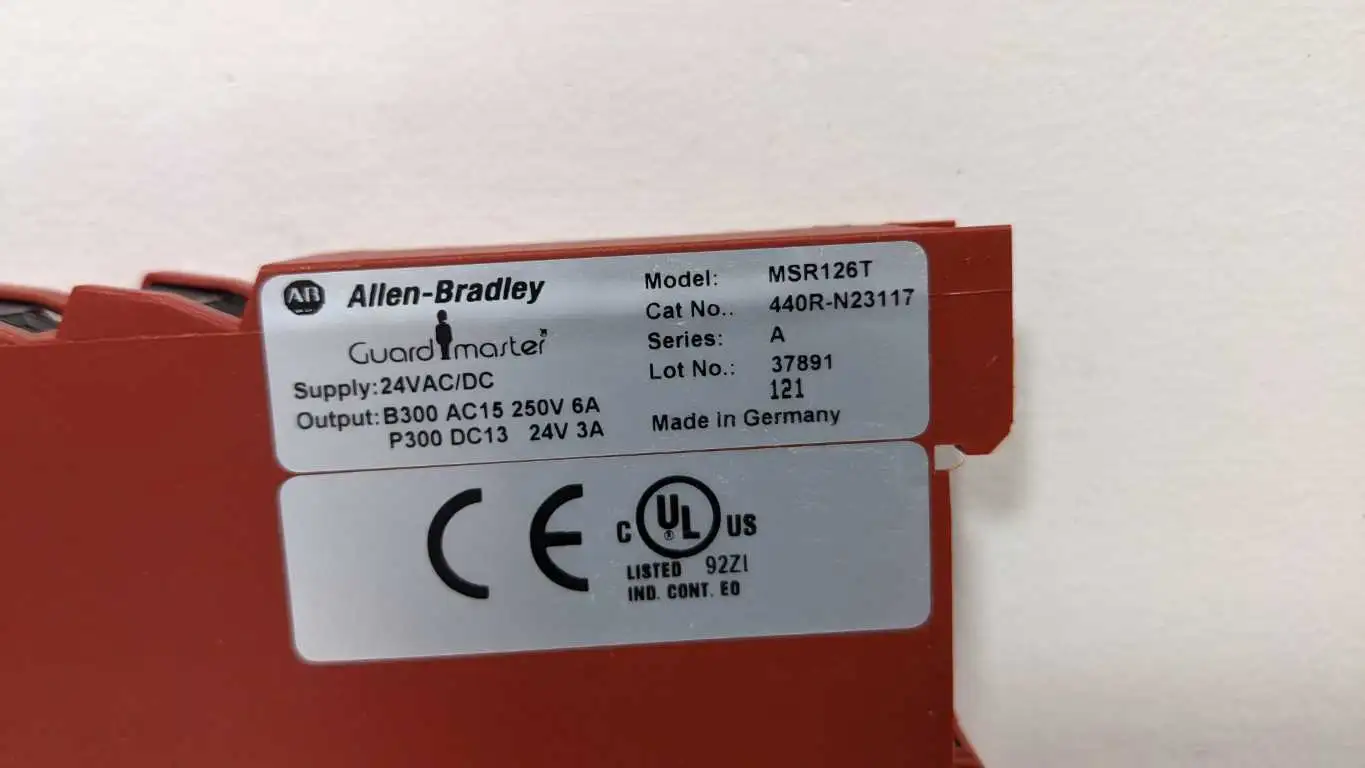 AB Allen-Bradley
Guardmaster
Supply:24VAC/DC
Output:B300 AC15 250V 6A
P300 DC13 24V 3A
Model: MSR126T
Cat No.. 440R-N23117
Series: A
Lot No.: 37891
121
Made in Germany
CE
C UL ® US
LISTED 92ZI
IND. CONT. EQ